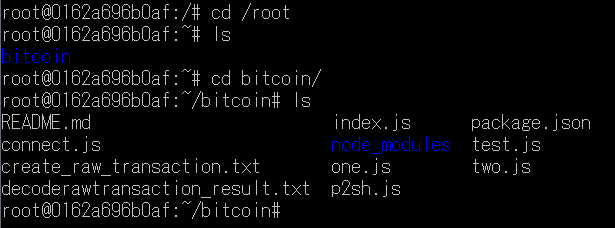 root@0162a696b0af:/# cd /root
root@0162a696b0af:~# ls
bitcoin
root@0162a696b0af:~# cd bitcoin/
root@0162a696b0af:~/bitcoin# ls
README.md index.js package.json
connect.js node_modules test.js
create_raw_transaction.txt one.js two.js
decoderawtransaction_result.txt p2sh.js
root@0162a696b0af:~/bitcoin#